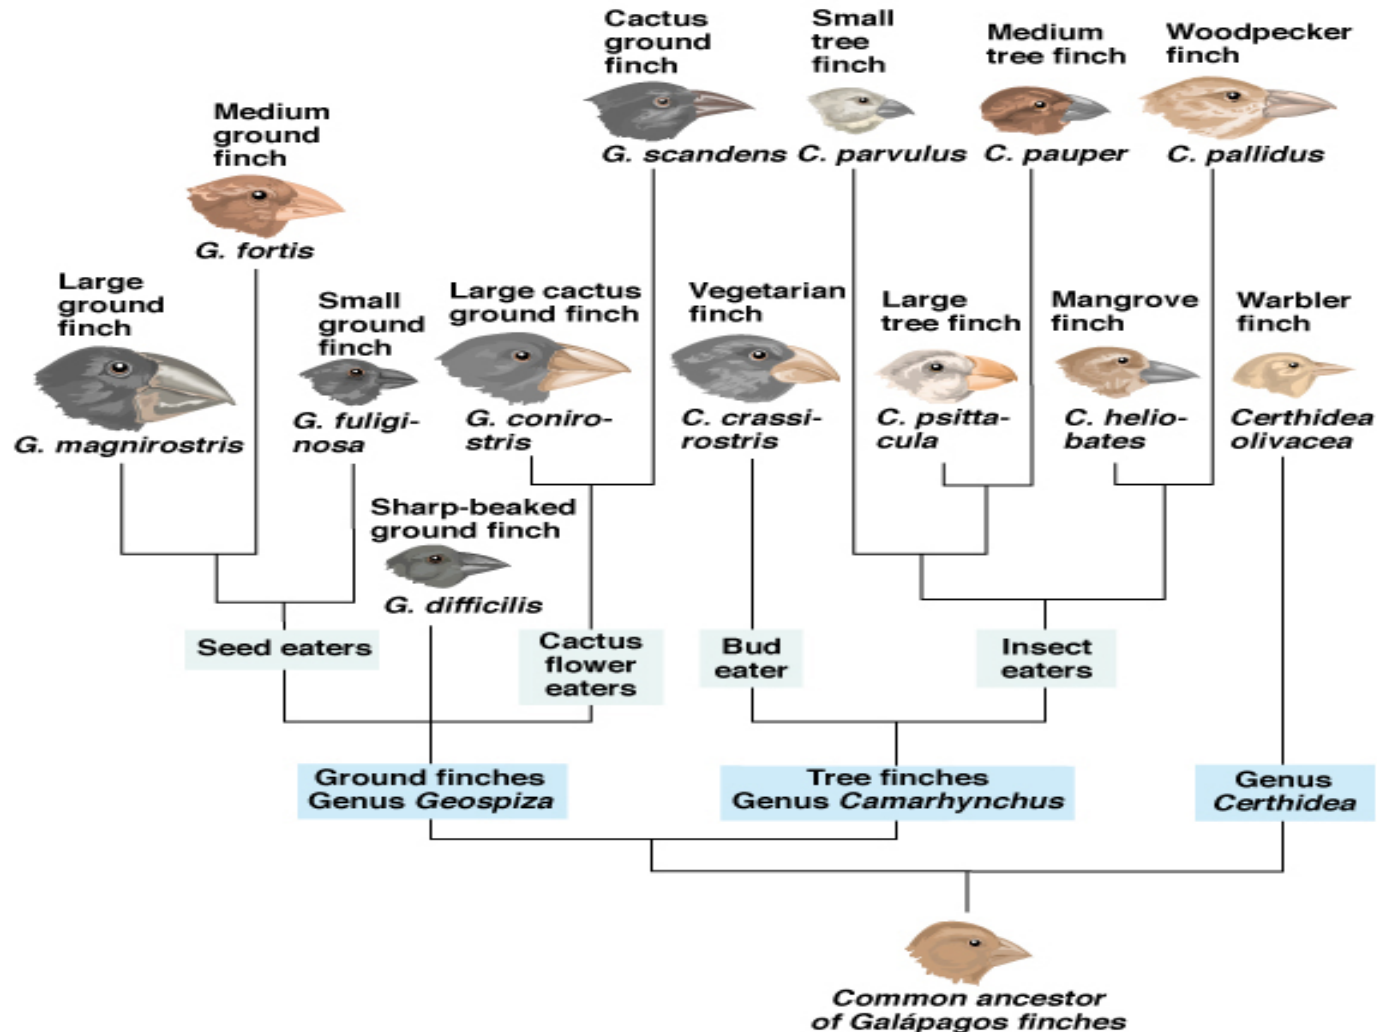 Cactus
ground
finch
G. scandens
Small
tree
finch
C. parvulus
Medium
tree finch
C. pauper
Woodpecker
finch
C. pallidus
Medium
ground
finch
G. fortis
Large
ground
finch
G. magnirostris
Small
ground
finch
G. fuligi-
nosa
Large cactus
ground finch
G. coniro-
stris
Vegetarian
finch
C. crassi-
rostris
Large
tree finch
C. psitta-
cula
Mangrove
finch
C. helio-
bates
Warbler
finch
Certhidea
olivacea
Sharp-beaked
ground finch
G. difficilis
Seed eaters
Cactus
flower
eaters
Bud
eater
Insect
eaters
Ground finches
Genus Geospiza
Tree finches
Genus Camarhynchus
Genus
Certhidea
Common ancestor
of Galápagos finches